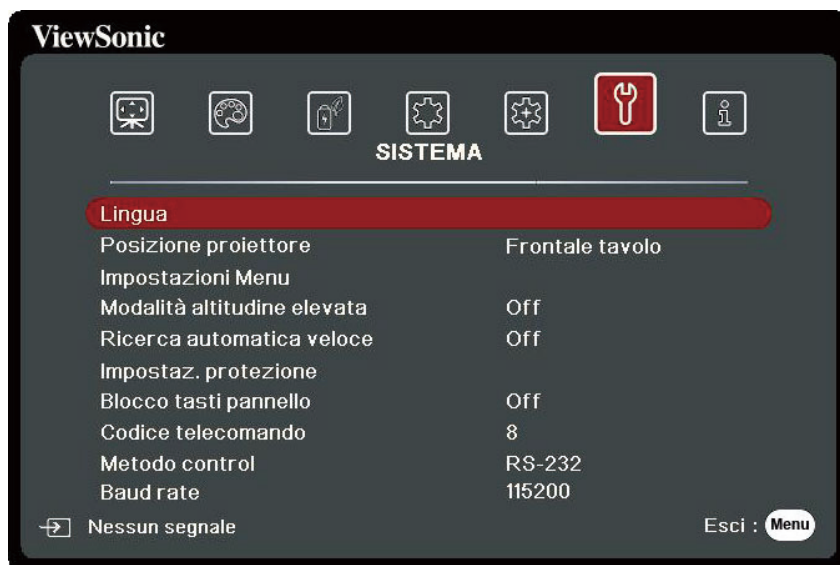 ViewSonic
SISTEMA
Lingua
Posizione proiettore Frontale tavolo
Impostazioni Menu
Modalità altitudine elevata Off
Ricerca automatica veloce Off
Impostaz. protezione
Blocco tasti pannello Off
Codice telecomando 8
Metodo control RS-232
Baud rate 115200
Nessun segnale Esci : Menu